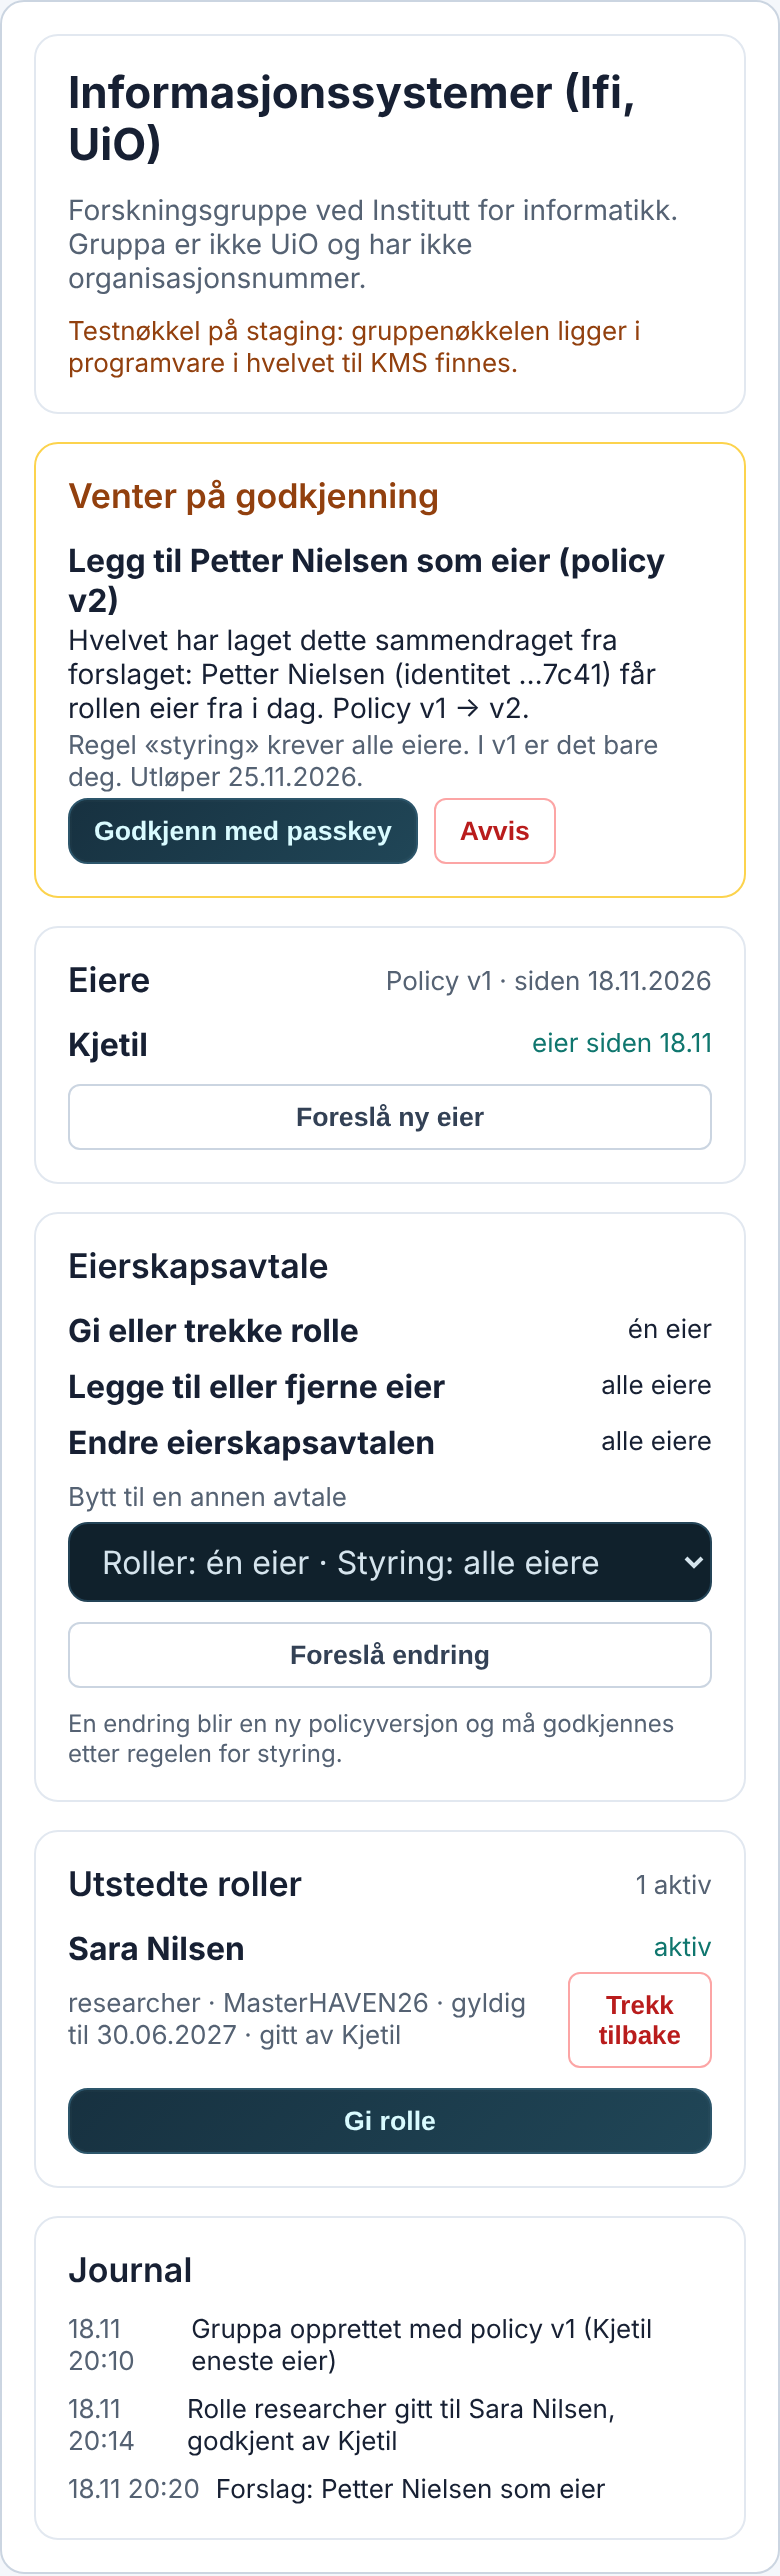 Informasjonssystemer (Ifi,
UiO)
Forskningsgruppe ved Institutt for informatikk.
Gruppa er ikke UiO og har ikke
organisasjonsnummer.
Testnøkkel på staging: gruppenøkkelen ligger i
programvare i hvelvet til KMS finnes.
Venter på godkjenning
Legg til Petter Nielsen som eier (policy
v2)
Hvelvet har laget dette sammendraget fra
forslaget: Petter Nielsen (identitet …7c41) får
rollen eier fra i dag. Policy v1 → v2.
Regel «styring» krever alle eiere. I v1 er det bare
deg. Utløper 25.11.2026.
Godkjenn med passkey Avvis
Eiere Policy v1 · siden 18.11.2026
Kjetil eier siden 18.11
Foreslå ny eier
Eierskapsavtale
Gi eller trekke rolle én eier
Legge til eller fjerne eier alle eiere
Endre eierskapsavtalen alle eiere
Bytt til en annen avtale
Roller: én eier · Styring: alle eiere
Foreslå endring
En endring blir en ny policyversjon og må godkjennes
etter regelen for styring.
Utstedte roller 1 aktiv
Sara Nilsen aktiv
researcher · MasterHAVEN26 · gyldig
til 30.06.2027 · gitt av Kjetil
Trekk
tilbake
Gi rolle
Journal
18.11
20:10
Gruppa opprettet med policy v1 (Kjetil
eneste eier)
18.11
20:14
Rolle researcher gitt til Sara Nilsen,
godkjent av Kjetil
18.11 20:20 Forslag: Petter Nielsen som eier